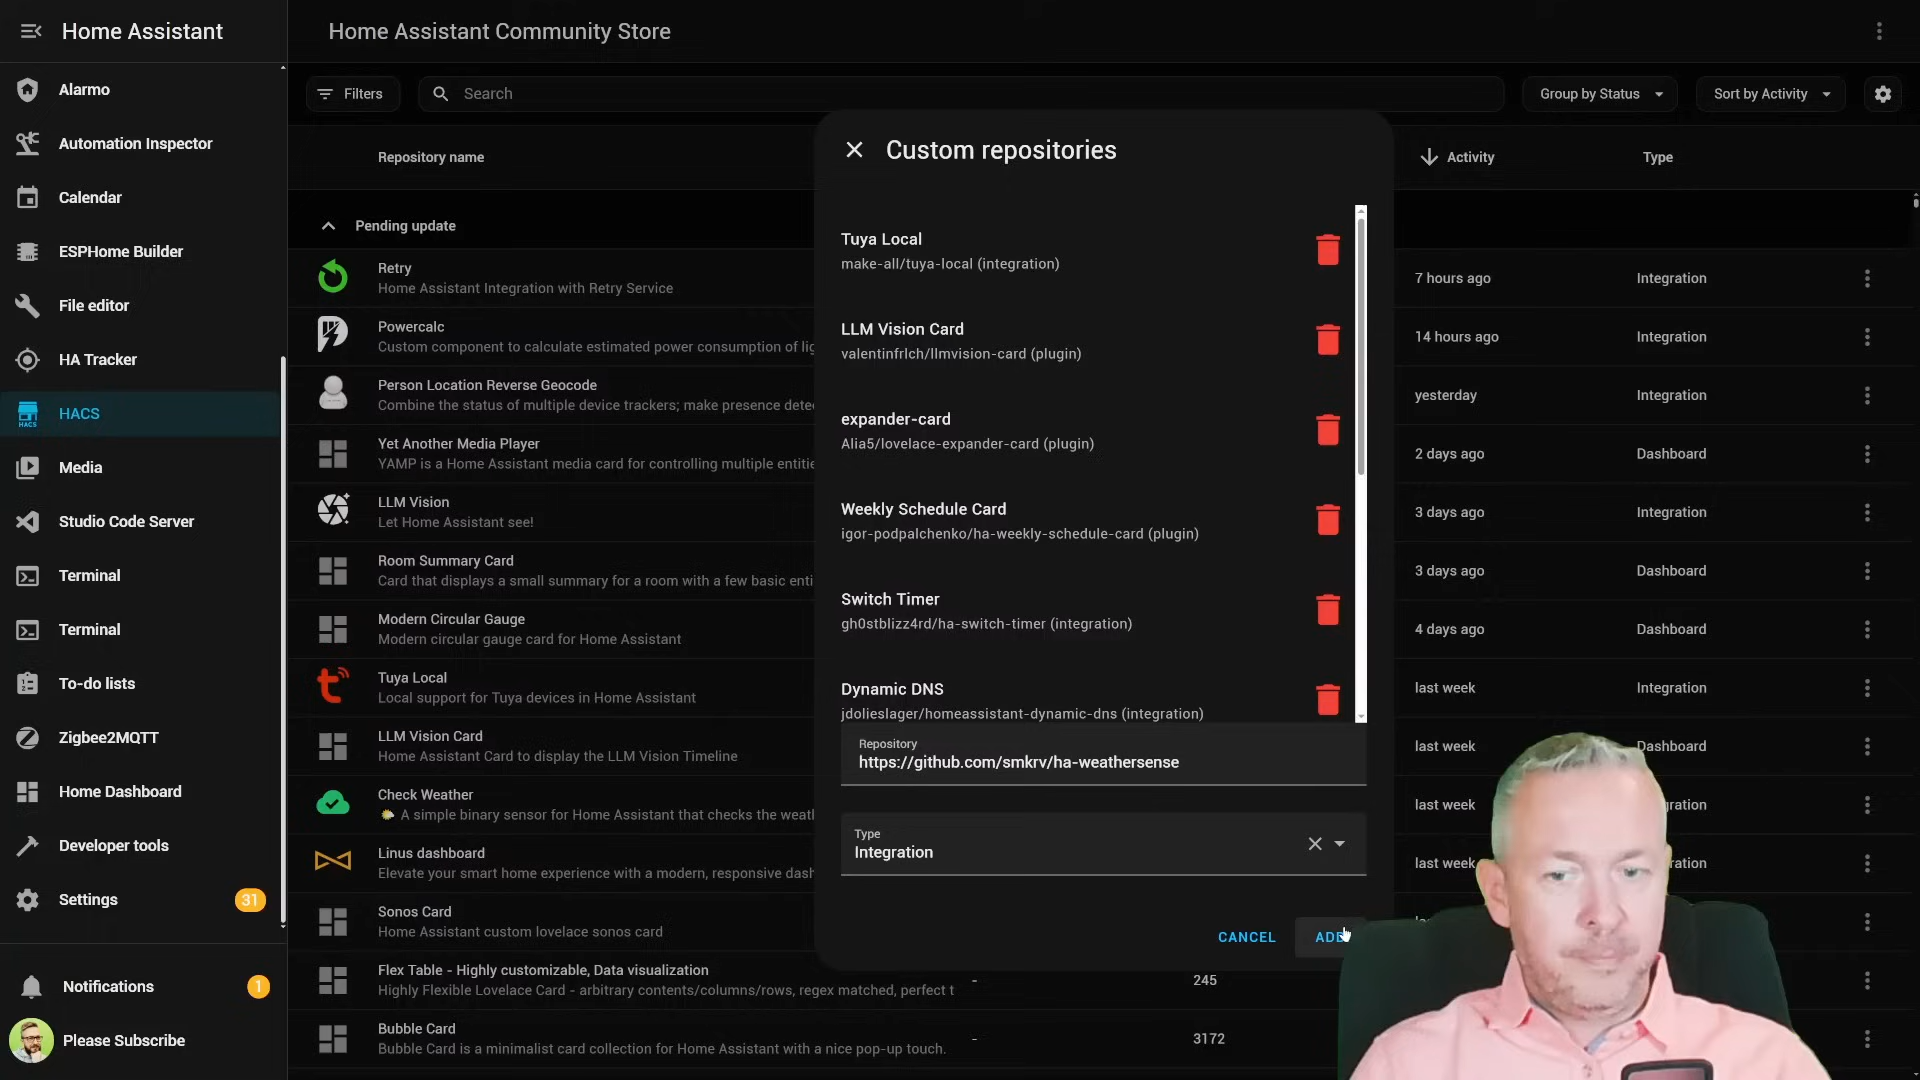 Home Assistant
Alarmo
Automation Inspector
Calendar
ESPHome Builder
File editor
HA Tracker
HACS
HACS
Media
Studio Code Server
Terminal
Terminal
To-do lists
Zigbee2MQTT
Home Dashboard
Developer tools
Settings 31
Notifications 1
Please Subscribe
Home Assistant Community Store
Filters
Search
Group by Status
Sort by Activity
Repository name
Activity
Type
Pending update
Retry
Home Assistant Integration with Retry Service
7 hours ago Integration
Powercalc
Custom component to calculate estimated power consumption of lig
14 hours ago Integration
Person Location Reverse Geocode
Combine the status of multiple device trackers; make presence dete
yesterday Integration
Yet Another Media Player
YAMP is a Home Assistant media card for controlling multiple entitie
2 days ago Dashboard
LLM Vision
Let Home Assistant see!
3 days ago Integration
Room Summary Card
Card that displays a small summary for a room with a few basic enti
3 days ago Dashboard
Modern Circular Gauge
Modern circular gauge card for Home Assistant
4 days ago Dashboard
Tuya Local
Local support for Tuya devices in Home Assistant
last week Integration
LLM Vision Card
Home Assistant Card to display the LLM Vision Timeline
last week Dashboard
Check Weather
A simple binary sensor for Home Assistant that checks the weath
last week gration
Linus dashboard
Elevate your smart home experience with a modern, responsive dash
last week ration
Sonos Card
Home Assistant custom lovelace sonos card
Flex Table - Highly customizable, Data visualization
Highly Flexible Lovelace Card - arbitrary contents/columns/rows, regex matched, perfect t
- 245
Bubble Card
Bubble Card is a minimalist card collection for Home Assistant with a nice pop-up touch.
- 3172
Custom repositories
Tuya Local
make-all/tuya-local (integration)
LLM Vision Card
valentinfrlch/llmvision-card (plugin)
expander-card
Alia5/lovelace-expander-card (plugin)
Weekly Schedule Card
igor-podpalchenko/ha-weekly-schedule-card (plugin)
Switch Timer
gh0stblizz4rd/ha-switch-timer (integration)
Dynamic DNS
jdolieslager/homeassistant-dynamic-dns (integration)
Repository
https://github.com/smkrv/ha-weathersense
Type
Integration
CANCEL
ADD